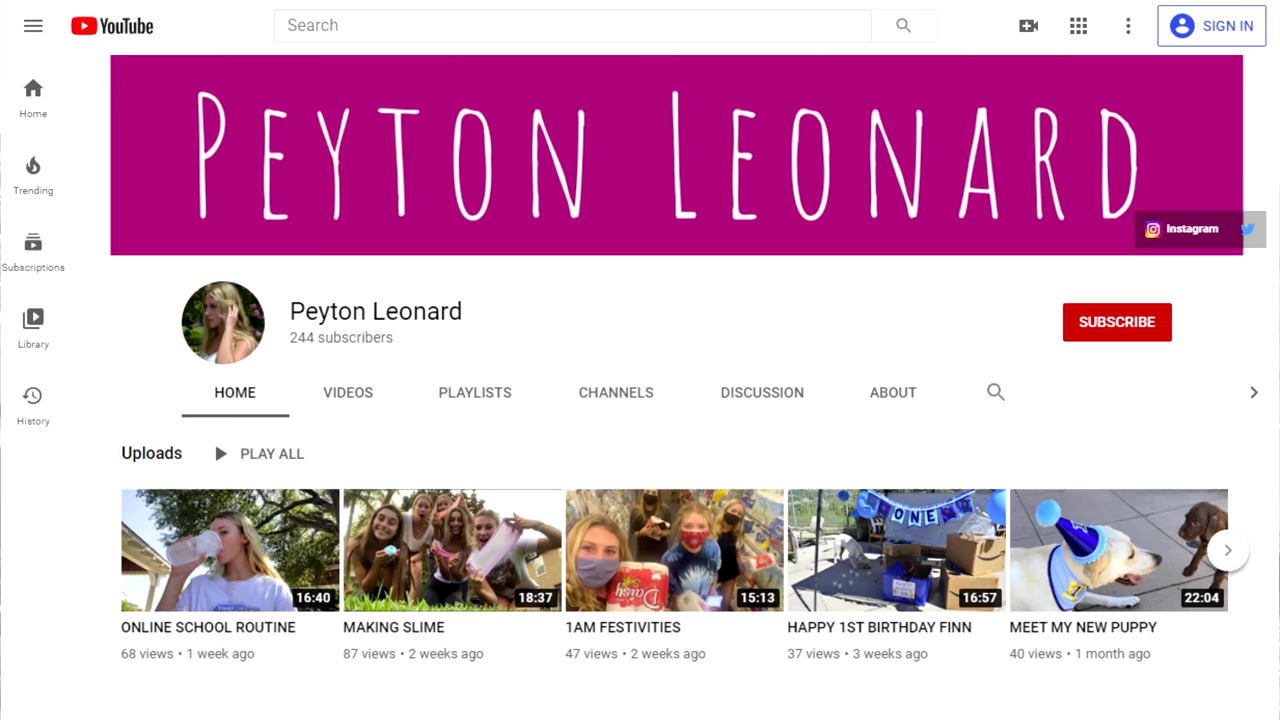 YouTube
Search
SIGN IN
Home
Trending
Subscriptions
Library
History
PEYTON LEONARD
Instagram
Peyton Leonard
244 subscribers
SUBSCRIBE
HOME VIDEOS PLAYLISTS CHANNELS DISCUSSION ABOUT
Uploads PLAY ALL
ONE
Daisy
16:40 18:37 15:13 16:57 22:04
ONLINE SCHOOL ROUTINE
68 views • 1 week ago
MAKING SLIME
87 views • 2 weeks ago
1AM FESTIVITIES
47 views • 2 weeks ago
HAPPY 1ST BIRTHDAY FINN
37 views • 3 weeks ago
MEET MY NEW PUPPY
40 views • 1 month ago